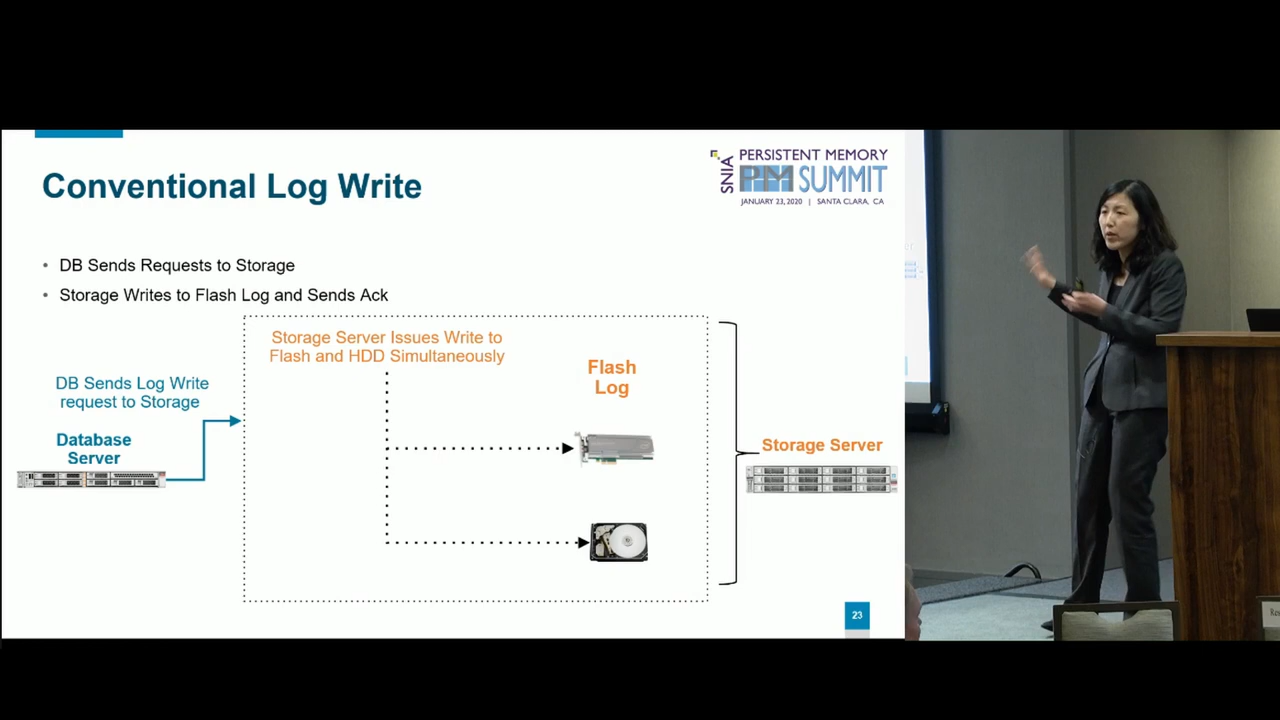 Conventional Log Write
SNIA
PERSISTENT MEMORY
PM SUMMIT
JANUARY 23, 2020 | SANTA CLARA, CA
• DB Sends Requests to Storage
• Storage Writes to Flash Log and Sends Ack
Storage Server Issues Write to
Flash and HDD Simultaneously
Flash
Log
DB Sends Log Write
request to Storage
Database
Server
Storage Server
23